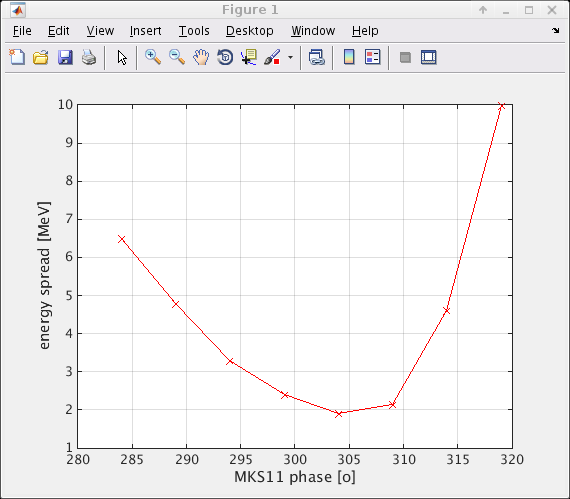 Figure 1
File Edit View Insert Tools Desktop Window Help
10
9
8
7
6
5
4
3
2
1
energy spread [MeV]
280 285 290 295 300 305 310 315 320
MKS11 phase [o]